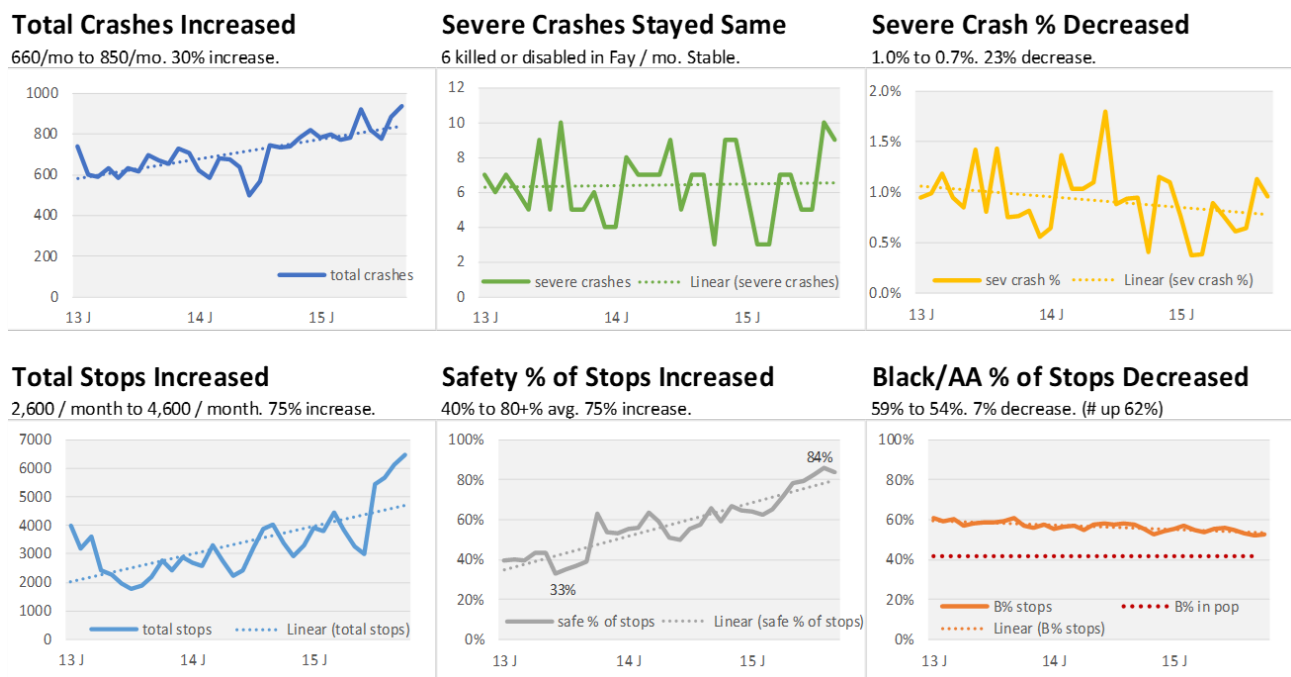 Total Crashes Increased
660/mo to 850/mo. 30% increase.
1000
800
600
400
200
0
total crashes
13 J
14 J
15 J
Severe Crashes Stayed Same
6 killed or disabled in Fay / mo. Stable.
12
10
8
6
4
2
0
severe crashes
Linear (severe crashes)
13 J
14 J
15 J
Severe Crash % Decreased
1.0% to 0.7%. 23% decrease.
2.0%
1.5%
1.0%
0.5%
0.0%
sev crash %
Linear (sev crash %)
13 J
14 J
15 J
Total Stops Increased
2,600 / month to 4,600 / month. 75% increase.
7000
6000
5000
4000
3000
2000
1000
0
total stops
Linear (total stops)
13 J
14 J
15 J
Safety % of Stops Increased
40% to 80+% avg. 75% increase.
100%
80%
60%
40%
20%
0%
84%
33%
safe % of stops
Linear (safe % of stops)
13 J
14 J
15 J
Black/AA % of Stops Decreased
59% to 54%. 7% decrease. (# up 62%)
100%
80%
60%
40%
20%
0%
B% stops
B% in pop
Linear (B% stops)
13 J
14 J
15 J